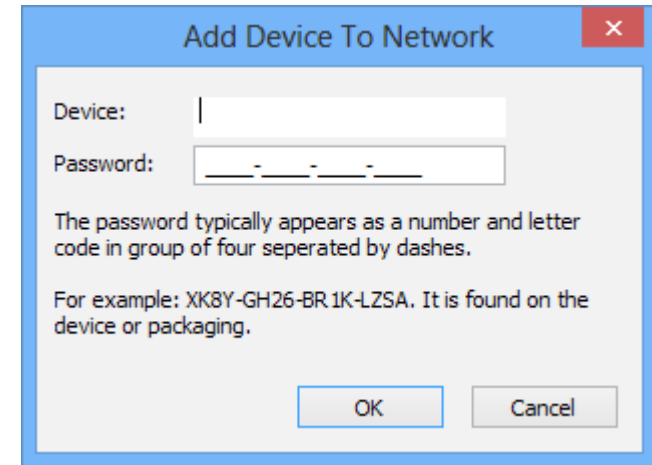 Add Device To Network
Device:
Password: ____-____-____-____
The password typically appears as a number and letter
code in group of four seperated by dashes.
For example: XK8Y-GH26-BR1K-LZSA. It is found on the
device or packaging.
OK Cancel